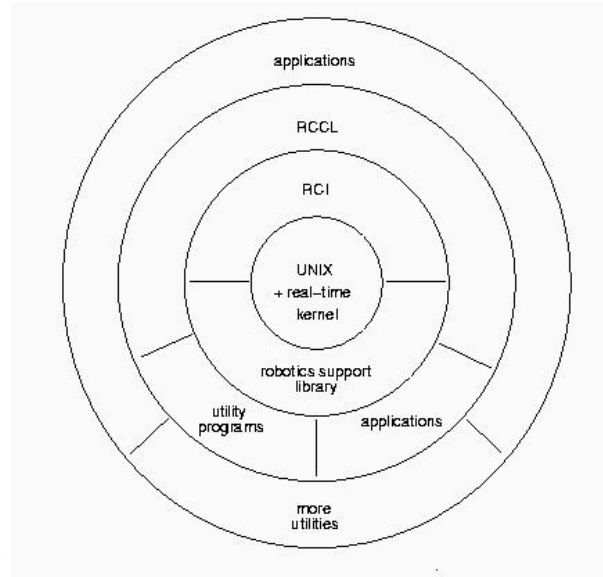 applications
RCCL
RCI
UNIX
+ real-time
kernel
robotics support
library
utility
programs
applications
more
utilities